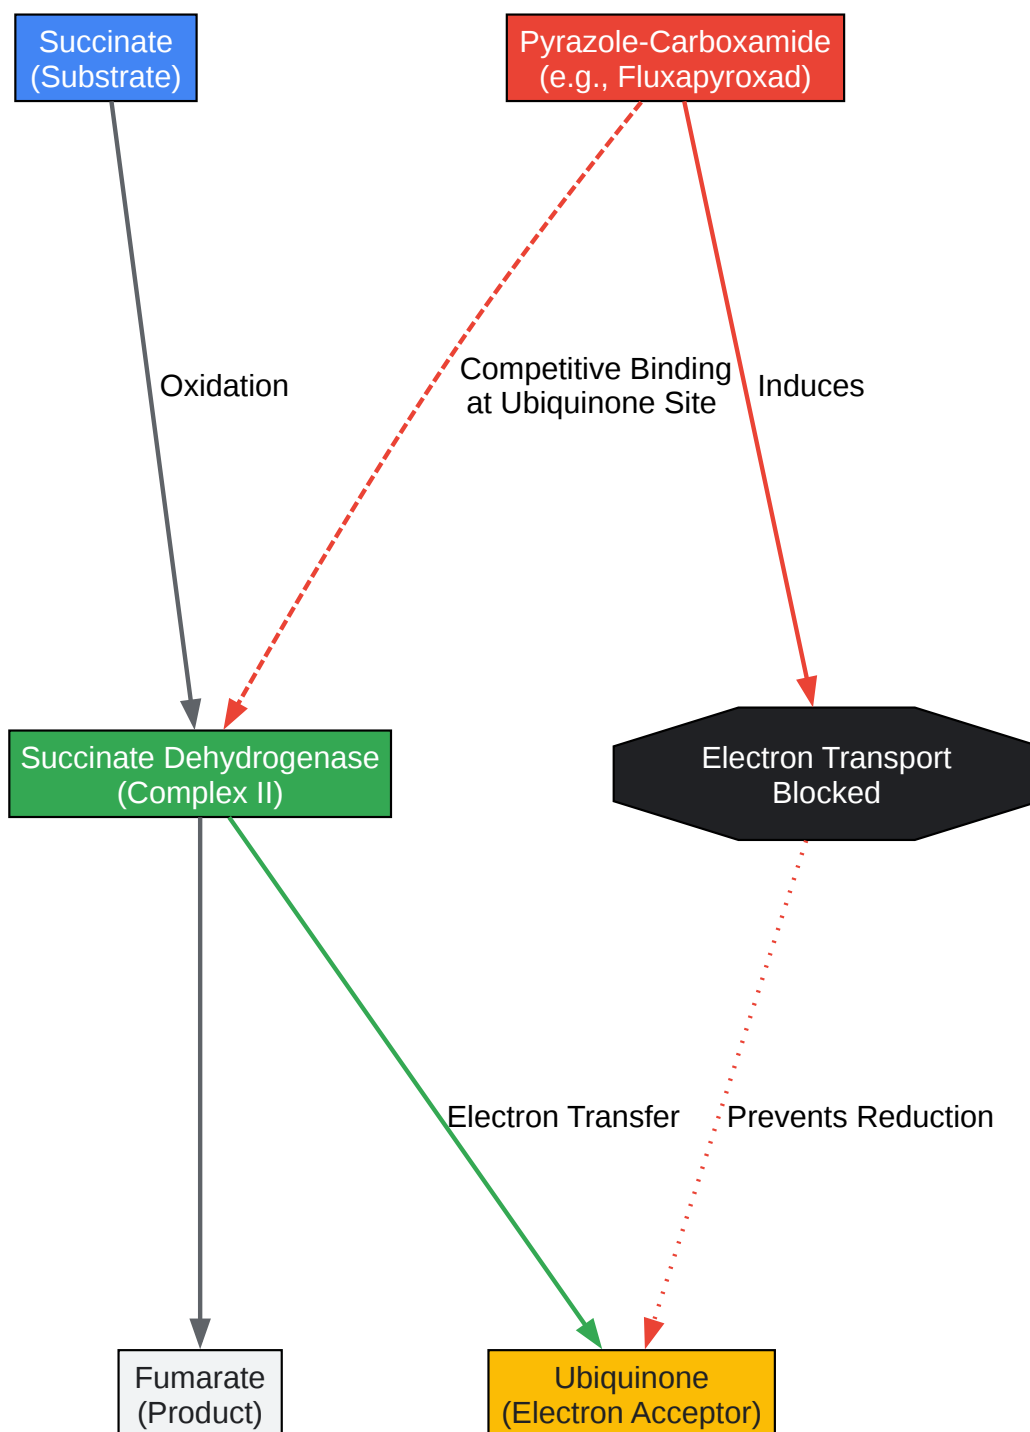 Succinate
(Substrate)
Pyrazole-Carboxamide
(e.g., Fluxapyroxad)
Oxidation
Competitive Binding
at Ubiquinone Site
Induces
Succinate Dehydrogenase
(Complex II)
Electron Transport
Blocked
Electron Transfer
Prevents Reduction
Fumarate
(Product)
Ubiquinone
(Electron Acceptor)